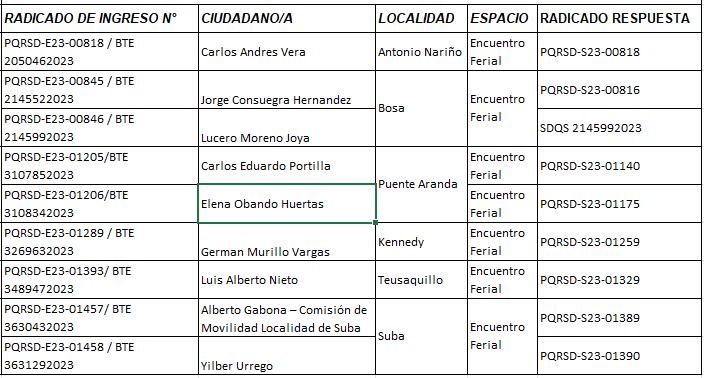 RADICADO DE INGRESO N° CIUDADANO/A LOCALIDAD ESPACIO RADICADO RESPUESTA
PQRSD-E23-00818 / BTE
2050462023
Carlos Andres Vera
Antonio Nariño
Encuentro
Ferial
PQRSD-S23-00818
PQRSD-E23-00845 / BTE
2145522023
Jorge Consuegra Hernandez
Bosa
Encuentro
Ferial
PQRSD-S23-00816
PQRSD-E23-00846 / BTE
2145992023
Lucero Moreno Joya
SDQS 2145992023
PQRSD-E23-01205/BTE
3107852023
Carlos Eduardo Portilla
Puente Aranda
Encuentro
Ferial
PQRSD-S23-01140
PQRSD-E23-01206/BTE
3108342023
Elena Obando Huertas
Encuentro
Ferial
PQRSD-S23-01175
PQRSD-E23-01289 / BTE
3269632023
German Murillo Vargas
Kennedy
Encuentro
Ferial
PQRSD-S23-01259
PQRSD-E23-01393/ BTE
3489472023
Luis Alberto Nieto
Teusaquillo
Encuentro
Ferial
PQRSD-S23-01329
PQRSD-E23-01457/ BTE
3630432023
Alberto Gabona – Comisión de
Movilidad Localidad de Suba
Suba
Encuentro
Ferial
PQRSD-S23-01389
PQRSD-E23-01458 / BTE
3631292023
Yilber Urrego
PQRSD-S23-01390